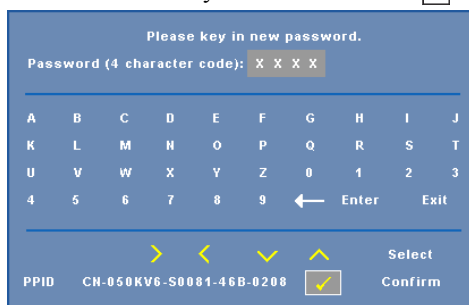 Please key in new password.
Password (4 character code): X X X X
A B C D E F G H I J
K L M N O P Q R S T
U V W X Y Z 0 1 2 3
4 5 6 7 8 9 ← Enter Exit
Select
PPID CN-050KV6-S0081-46B-0208 Confirm